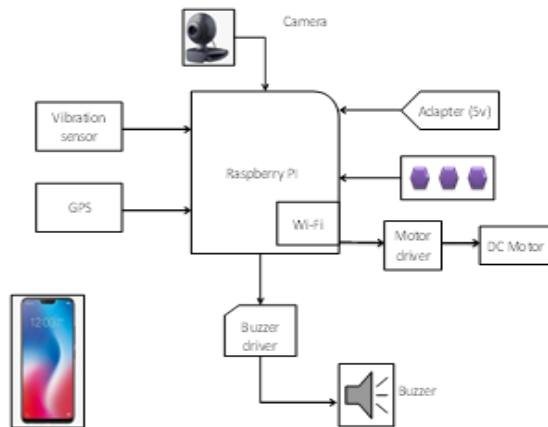 Camera
Vibration
sensor
Adapter (5v)
Raspberry PI
GPS
Wi-Fi
Motor
driver
DC Motor
12:00
Buzzer
driver
Buzzer